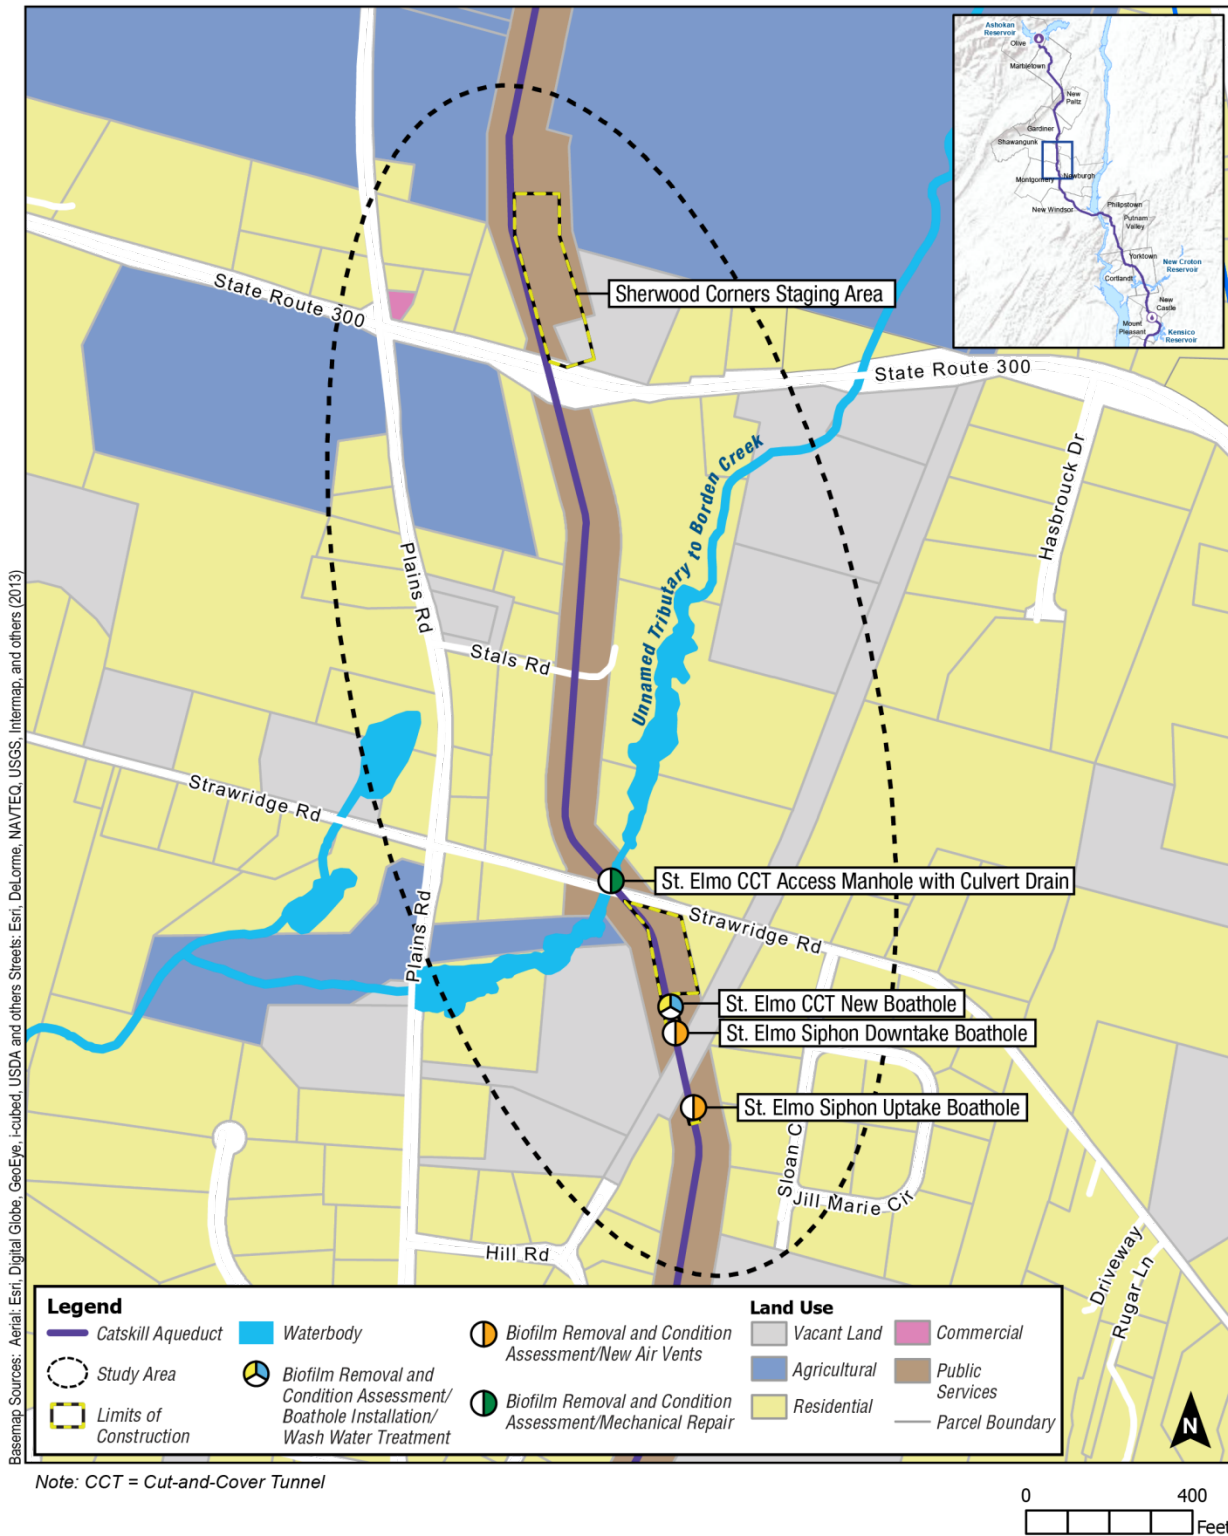 Ashokan
Reservoir
Olive
Marbletown
New
Paltz
Gardiner
Shawangunk
Montgomery
Newburgh
New Windsor
Philipstown
Putnam
Valley
Yorktown
New Croton
Reservoir
Cortlandt
New
Castle
Mount
Pleasant
Kensico
Reservoir
Sherwood Corners Staging Area
State Route 300
State Route 300
Hasbrouck Dr
Unnamed Tributary to Borden Creek
Plains Rd
Stals Rd
Strawridge Rd
St. Elmo CCT Access Manhole with Culvert Drain
Strawridge Rd
Plains Rd
St. Elmo CCT New Boathole
St. Elmo Siphon Downtake Boathole
St. Elmo Siphon Uptake Boathole
Sloan C
Jill Marie Cir
Hill Rd
Driveway
Rugar Ln
Basemap Sources: Aerial: Esri, Digital Globe, GeoEye, i-cubed, USDA and others Streets: Esri, DeLorme, NAVTEQ, USGS, Intermap, and others (2013)
Legend
Catskill Aqueduct
Study Area
Limits of
Construction
Waterbody
Biofilm Removal and
Condition Assessment/
Boathole Installation/
Wash Water Treatment
Biofilm Removal and Condition
Assessment/New Air Vents
Biofilm Removal and Condition
Assessment/Mechanical Repair
Land Use
Vacant Land
Agricultural
Residential
Commercial
Public
Services
Parcel Boundary
N
Note: CCT = Cut-and-Cover Tunnel
0 400
Feet